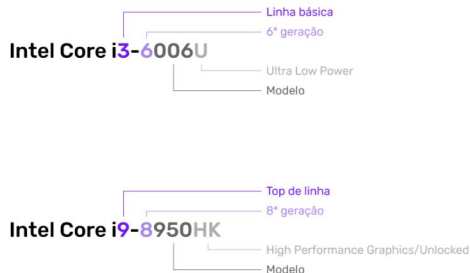 Linha básica
6ª geração
Intel Core i3-6006U
Ultra Low Power
Modelo
Top de linha
8ª geração
Intel Core i9-8950HK
High Performance Graphics/Unlocked
Modelo